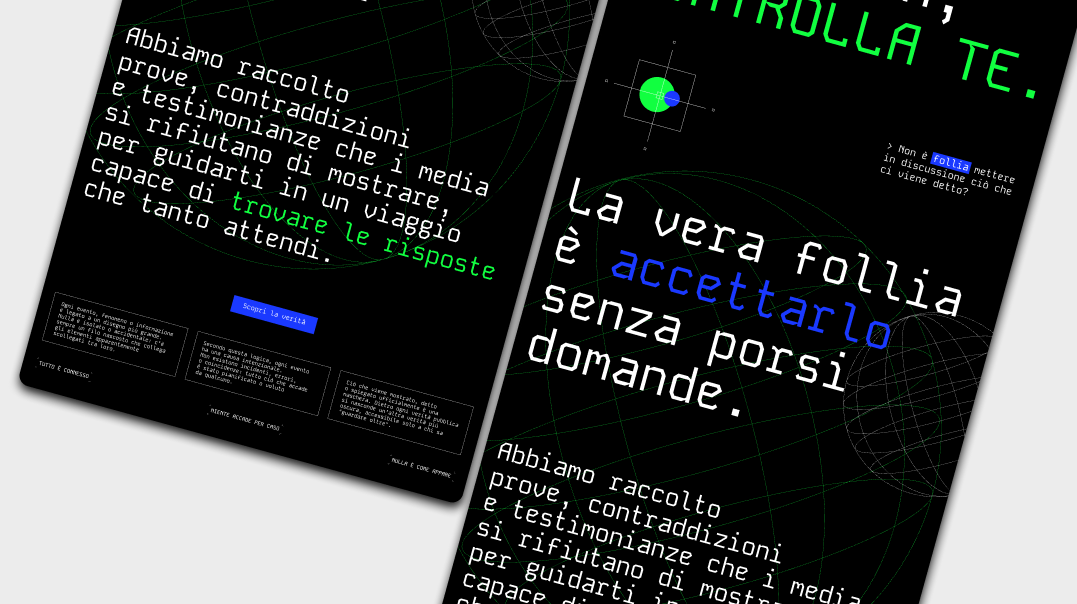 Abbiamo raccolto
prove, contraddizioni
e testimonianze che i media
si rifiutano di mostrare,
per guidarti in un viaggio
capace di trovare le risposte
che tanto attendi.
Scopri la verità
Ogni evento, fenomeno o informazione
è legato a un disegno più grande.
Nulla è isolato o accidentale: c'è
sempre un filo nascosto che collega
gli elementi apparentemente
scollegati tra loro.
Secondo questa logica, ogni evento
ha una causa intenzionale.
Non esistono incidenti, errori,
o coincidenze: tutto ciò che accade
è stato pianificato o voluto
da qualcuno.
Ciò che viene mostrato, detto
o spiegato ufficialmente è una
maschera. Dietro ogni verità pubblica
si nasconde un'altra verità più
oscura, accessibile solo a chi sa
"guardare oltre".
TUTTO È CONNESSO
NIENTE ACCADE PER CASO
NULLA È COME APPARE
TROLLA TE.
> Non è follia mettere
in discussione ciò che
ci viene detto?
La vera follia
è accettarlo
senza porsi
domande.
Abbiamo raccolto
prove, contraddizioni
e testimonianze che i media
si rifiutano di mostrare
per guidarti in
capace di